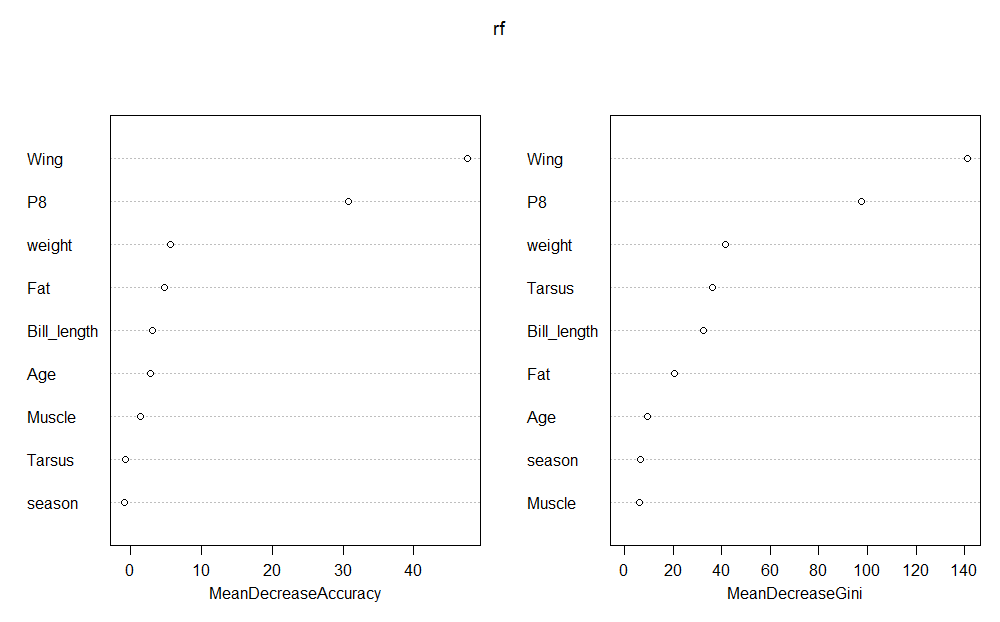 rf
Wing
P8
weight
Fat
Bill_length
Age
Muscle
Tarsus
season
0 10 20 30 40
MeanDecreaseAccuracy
Wing
P8
weight
Tarsus
Bill_length
Fat
Age
season
Muscle
0 20 40 60 80 100 120 140
MeanDecreaseGini